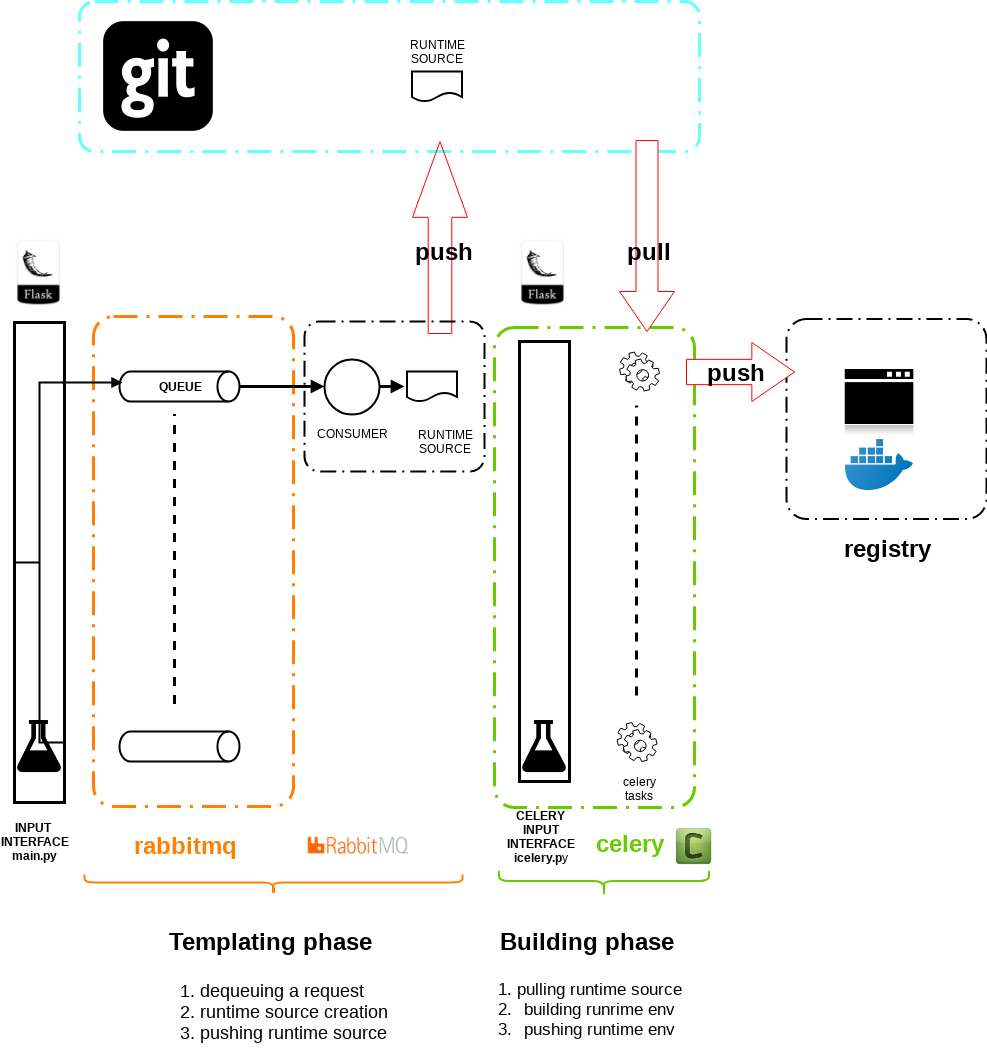 git
RUNTIME
SOURCE
push
pull
Flask
Flask
QUEUE
push
CONSUMER
RUNTIME
SOURCE
registry
celery
tasks
INPUT
INTERFACE
main.py
rabbitmq
RabbitMQ
CELERY
INPUT
INTERFACE
icelery.py
celery
C
Templating phase
1. dequeuing a request
2. runtime source creation
3. pushing runtime source
Building phase
1. pulling runtime source
2. building runrime env
3. pushing runtime env